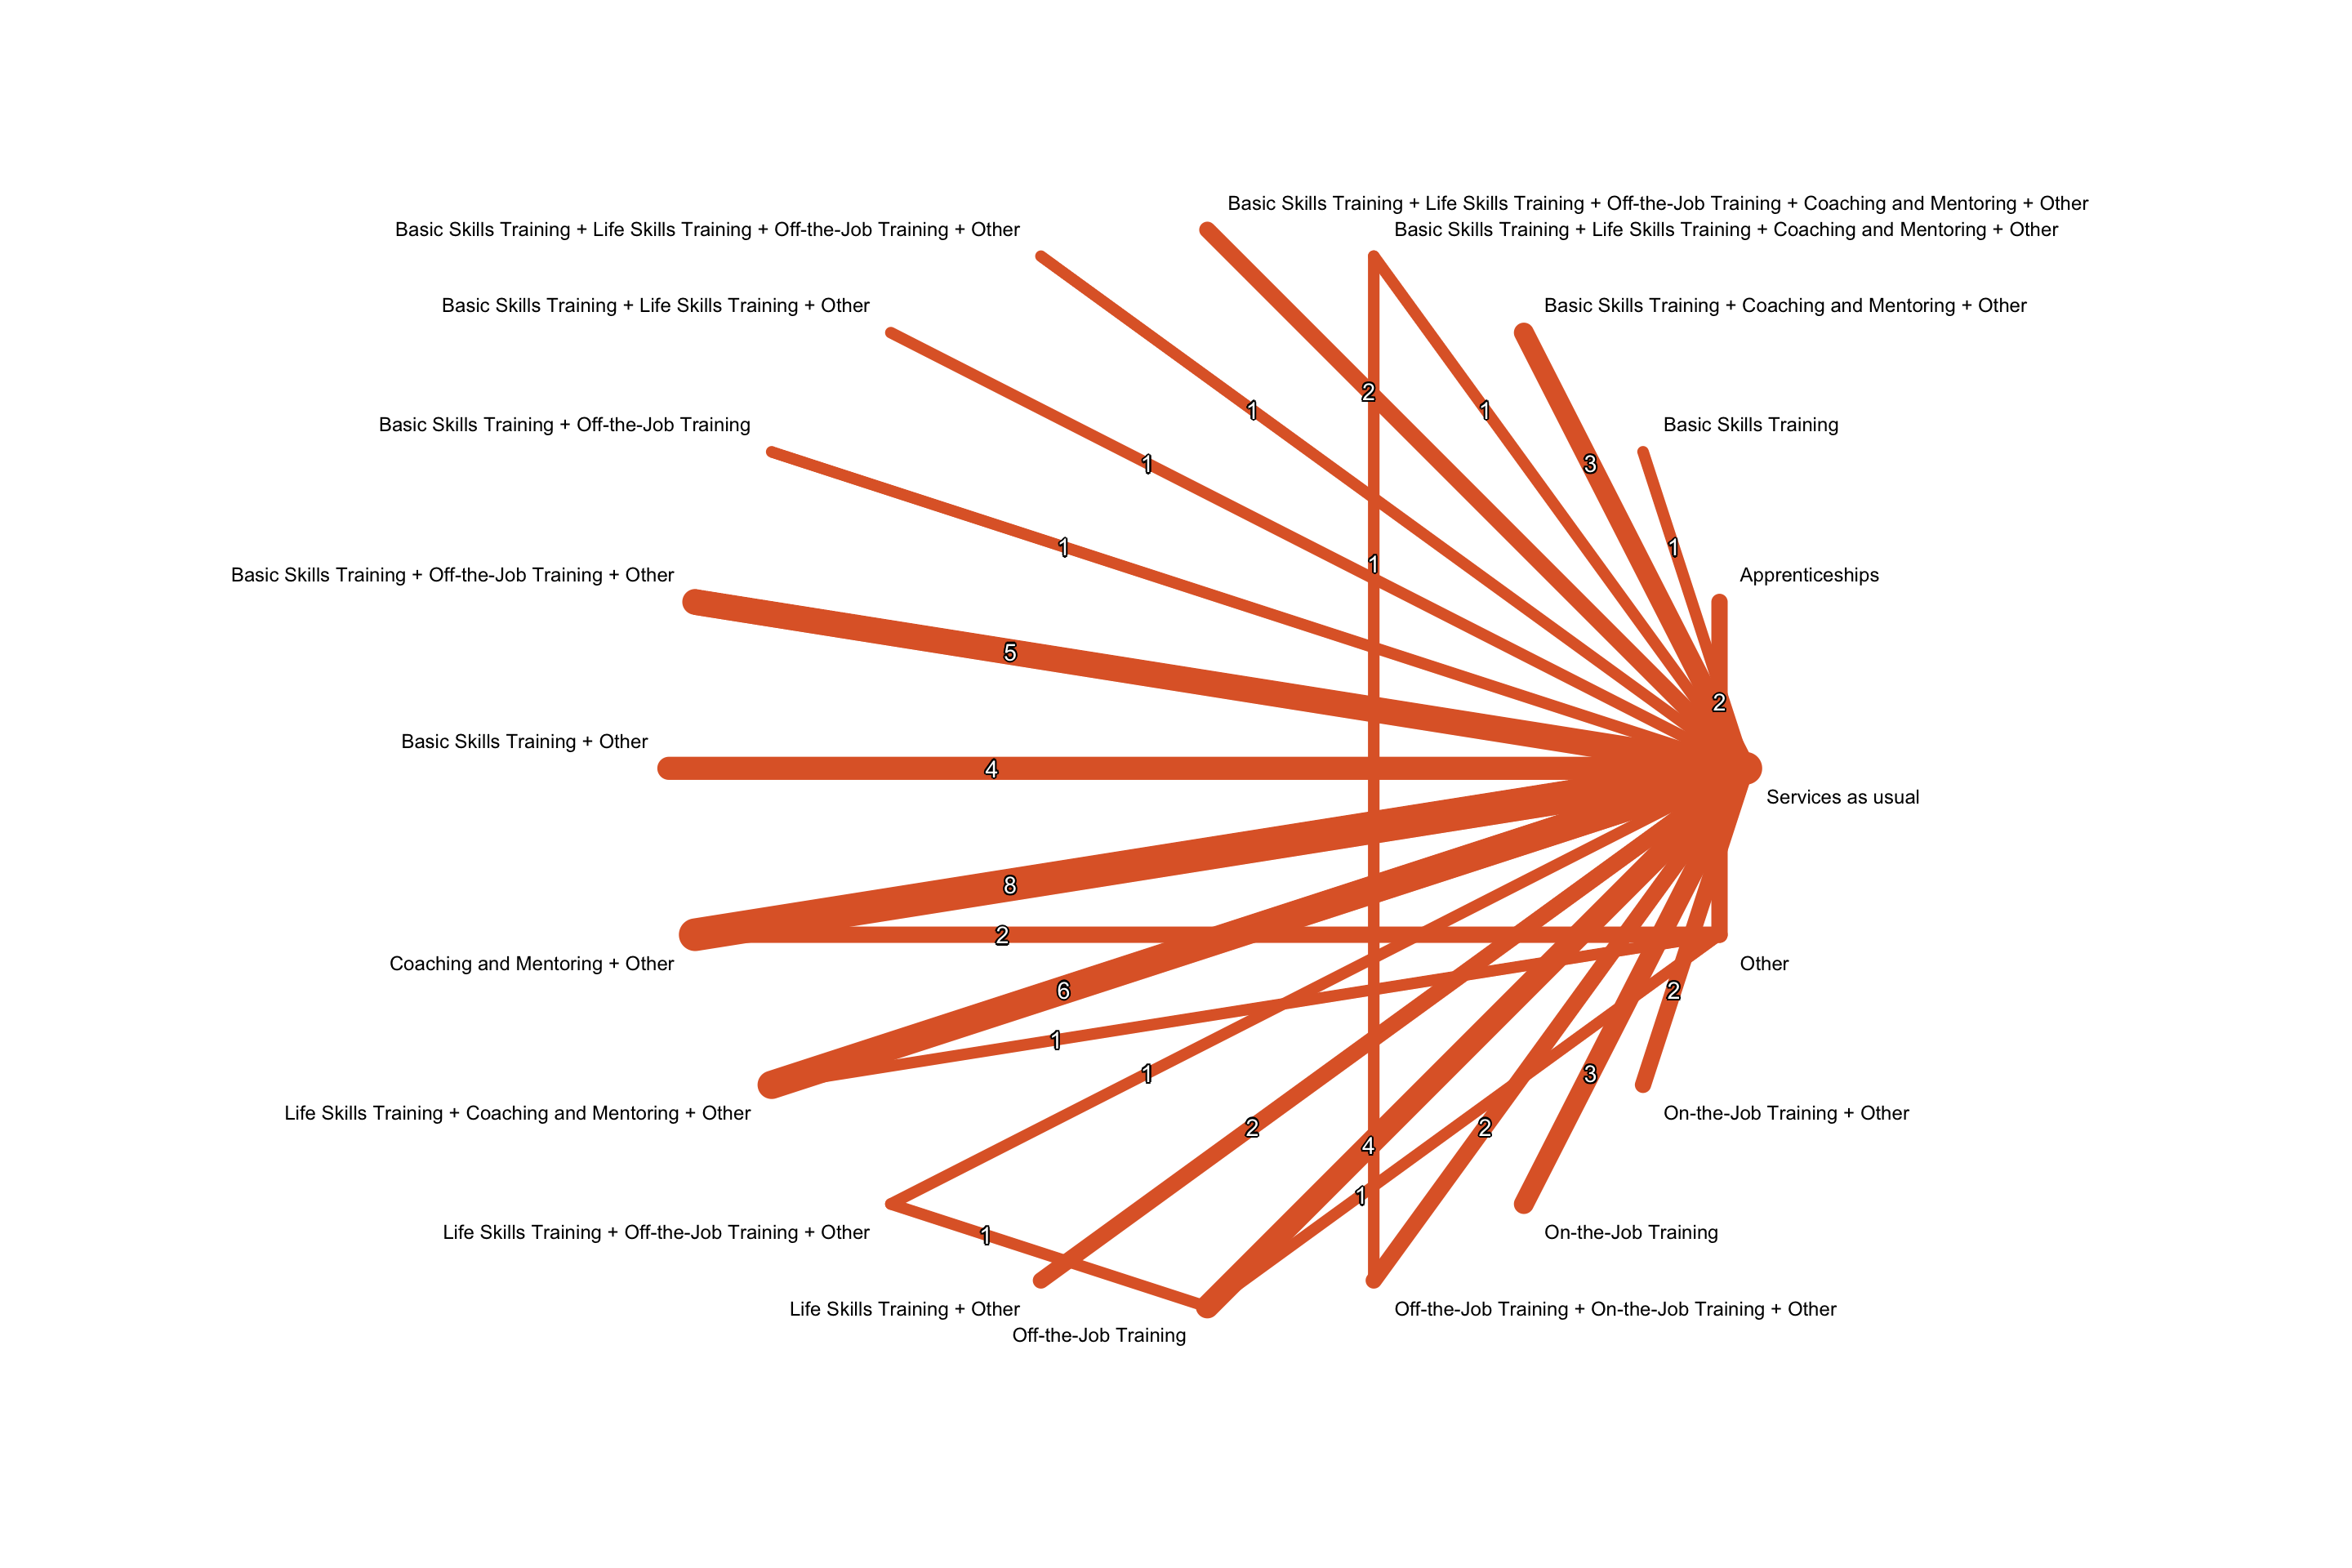 Basic Skills Training + Life Skills Training + Off-the-Job Training + Coaching and Mentoring + Other
Basic Skills Training + Life Skills Training + Off-the-Job Training + Other
Basic Skills Training + Life Skills Training + Coaching and Mentoring + Other
Basic Skills Training + Life Skills Training + Other
Basic Skills Training + Coaching and Mentoring + Other
2
1
1
Basic Skills Training + Off-the-Job Training
Basic Skills Training
1
3
1
1
1
Basic Skills Training + Off-the-Job Training + Other
Apprenticeships
5
2
Basic Skills Training + Other
4
Services as usual
8
2
Coaching and Mentoring + Other
Other
6
2
1
1
3
Life Skills Training + Coaching and Mentoring + Other
On-the-Job Training + Other
2
2
4
1
Life Skills Training + Off-the-Job Training + Other
1
On-the-Job Training
Life Skills Training + Other
Off-the-Job Training + On-the-Job Training + Other
Off-the-Job Training